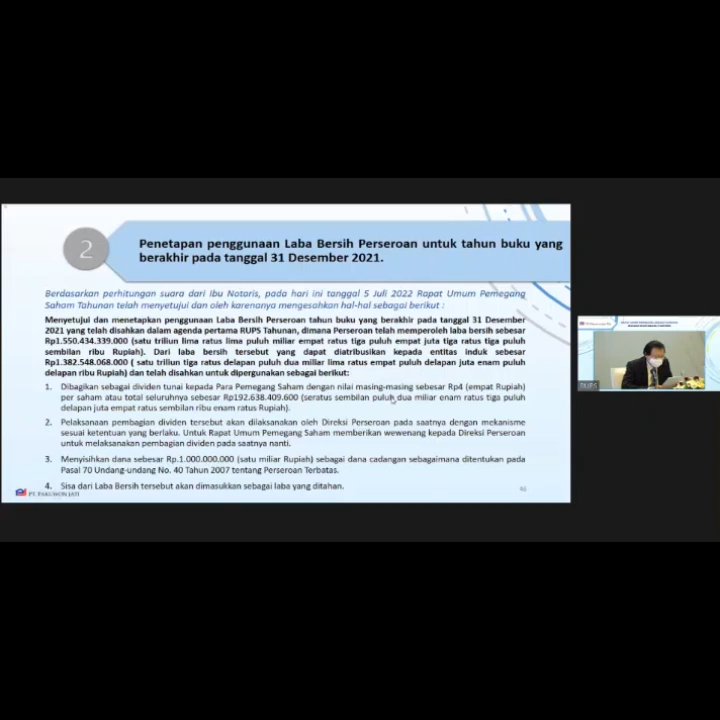 2
Penetapan penggunaan Laba Bersih Perseroan untuk tahun buku yang
berakhir pada tanggal 31 Desember 2021.
Berdasarkan perhitungan suara dari Ibu Notaris, pada hari ini tanggal 5 Juli 2022 Rapat Umum Pemegang
Saham Tahunan telah menyetujui dan oleh karenanya mengesahkan hal-hal sebagai berikut :
Menyetujui dan menetapkan penggunaan Laba Bersih Perseroan tahun buku yang berakhir pada tanggal 31 Desember
2021 yang telah disahkan dalam agenda pertama RUPS Tahunan, dimana Perseroan telah memperoleh laba bersih sebesar
Rp1.550.434.339.000 (satu triliun lima ratus lima puluh miliar empat ratus tiga puluh empat juta tiga ratus tiga puluh
sembilan ribu Rupiah). Dari laba bersih tersebut yang dapat diatribusikan kepada entitas induk sebesar
Rp1.382.548.068.000 ( satu triliun tiga ratus delapan puluh dua miliar lima ratus empat puluh delapan juta enam puluh
delapan ribu Rupiah) dan telah disahkan untuk dipergunakan sebagai berikut:
1. Dibagikan sebagai dividen tunai kepada Para Pemegang Saham dengan nilai masing-masing sebesar Rp4 (empat Rupiah)
per saham atau total seluruhnya sebesar Rp192.638.409.600 (seratus sembilan puluh dua miliar enam ratus tiga puluh
delapan juta empat ratus sembilan ribu enam ratus Rupiah).
2. Pelaksanaan pembagian dividen tersebut akan dilaksanakan oleh Direksi Perseroan pada saatnya dengan mekanisme
sesuai ketentuan yang berlaku. Untuk Rapat Umum Pemegang Saham memberikan wewenang kepada Direksi Perseroan
untuk melaksanakan pembagian dividen pada saatnya nanti.
3. Menyisihkan dana sebesar Rp.1.000.000.000 (satu miliar Rupiah) sebagai dana cadangan sebagaimana ditentukan pada
Pasal 70 Undang-undang No. 40 Tahun 2007 tentang Perseroan Terbatas.
4. Sisa dari Laba Bersih tersebut akan dimasukkan sebagai laba yang ditahan.
PT. PAKUWON JATI